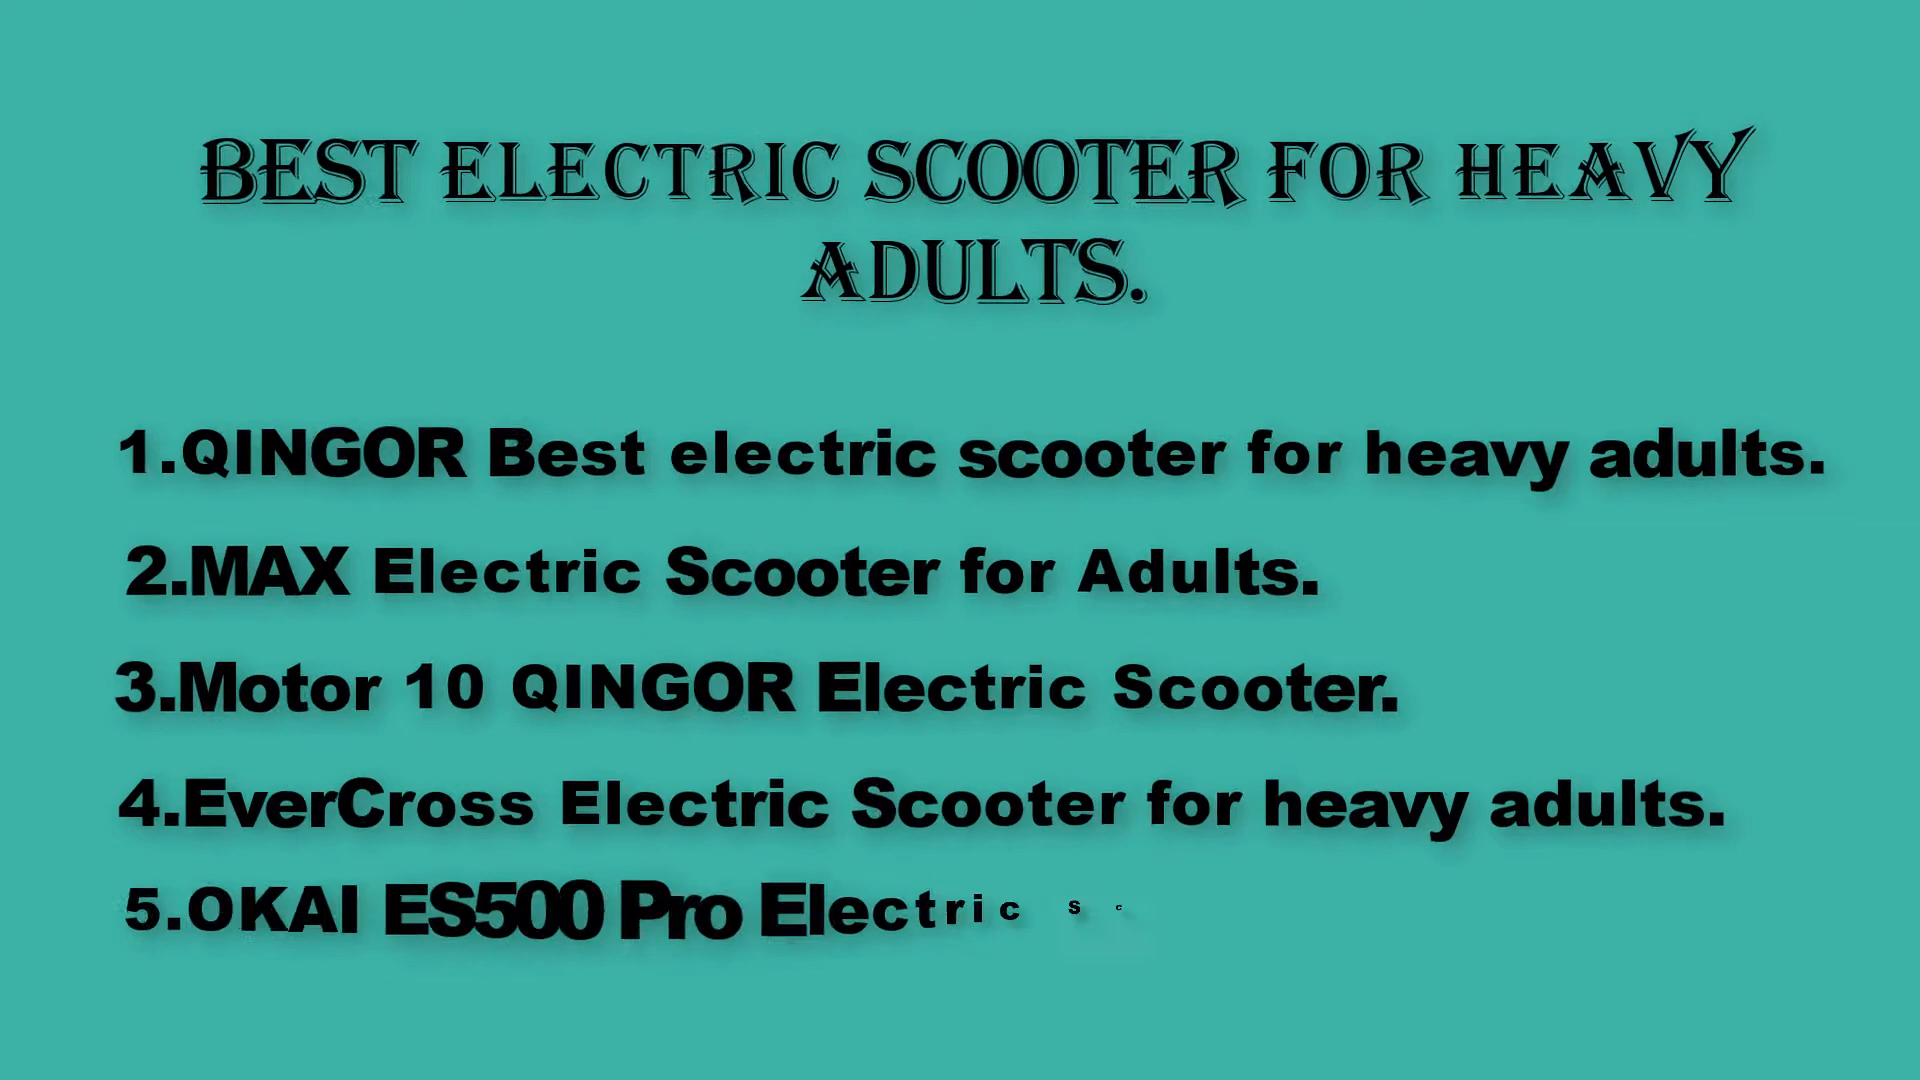 BEST ELECTRIC SCOOTER FOR HEAVY
ADULTS.
1.QINGOR Best electric scooter for heavy adults.
2.MAX Electric Scooter for Adults.
3.Motor 10 QINGOR Electric Scooter.
4.EverCross Electric Scooter for heavy adults.
5.OKAI ES500 Pro Electric sc